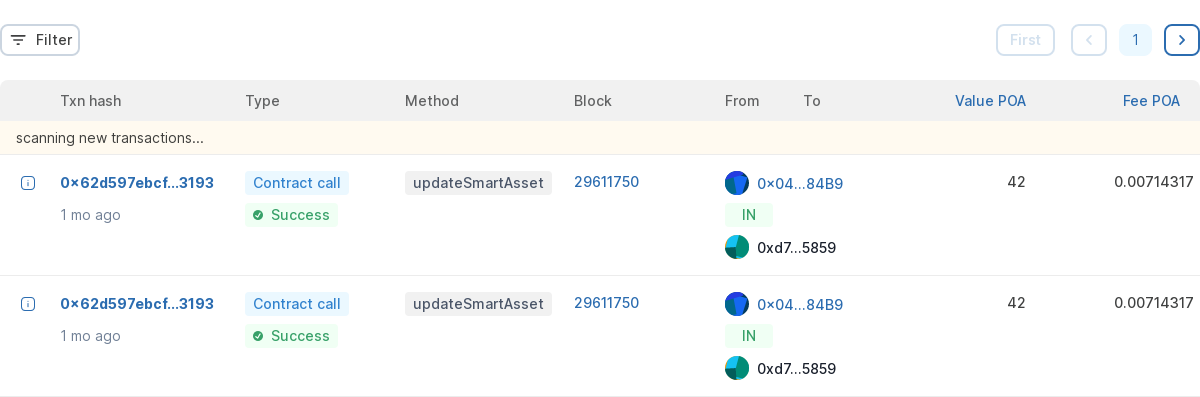 Filter First 1
Txn hash Type Method Block From To Value POA Fee POA
scanning new transactions...
0x62d597ebcf...3193 Contract call updateSmartAsset 29611750 0x04...84B9 42 0.00714317
1 mo ago Success IN
0xd7...5859
0x62d597ebcf...3193 Contract call updateSmartAsset 29611750 0x04...84B9 42 0.00714317
1 mo ago Success IN
0xd7...5859